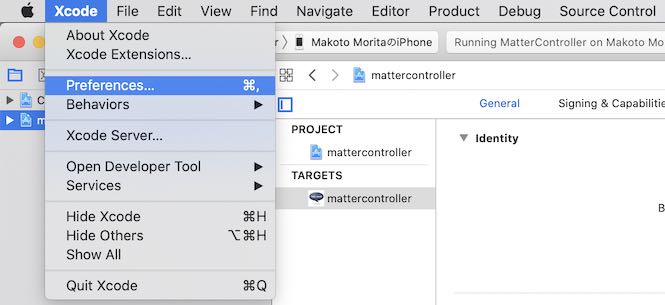 Xcode File Edit View Find Navigate Editor Product Debug Source Control
Makoto MoritaのiPhone Running MatterController on Makoto Mo
About Xcode
Xcode Extensions...
Preferences... ⌘,
Behaviors
Xcode Server...
Open Developer Tool
Services
Hide Xcode ⌘H
Hide Others ⌥⌘H
Show All
Quit Xcode ⌘Q
C
m
mattercontroller
General Signing & Capabilitie
PROJECT
mattercontroller
TARGETS
mattercontroller
Identity
B